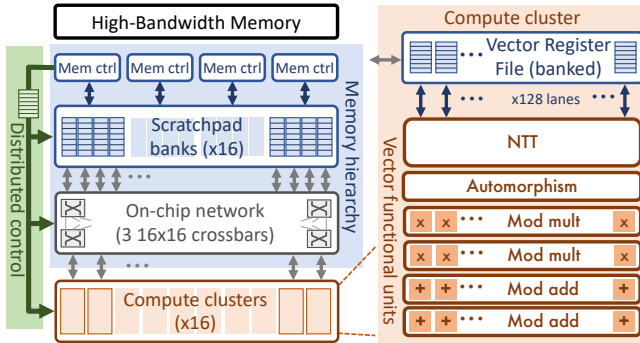 High-Bandwidth Memory
Mem ctrl
Mem ctrl
Mem ctrl
Mem ctrl
Scratchpad
banks (x16)
...
On-chip network
(3 16x16 crossbars)
Compute clusters
(x16)
Memory hierarchy
Distributed control
Compute cluster
...
Vector Register
File (banked)
...
x128 lanes
...
NTT
Automorphism
x x ... Mod mult x
x x ... Mod mult x
+ + ... Mod add +
+ + ... Mod add +
Vector functional
units